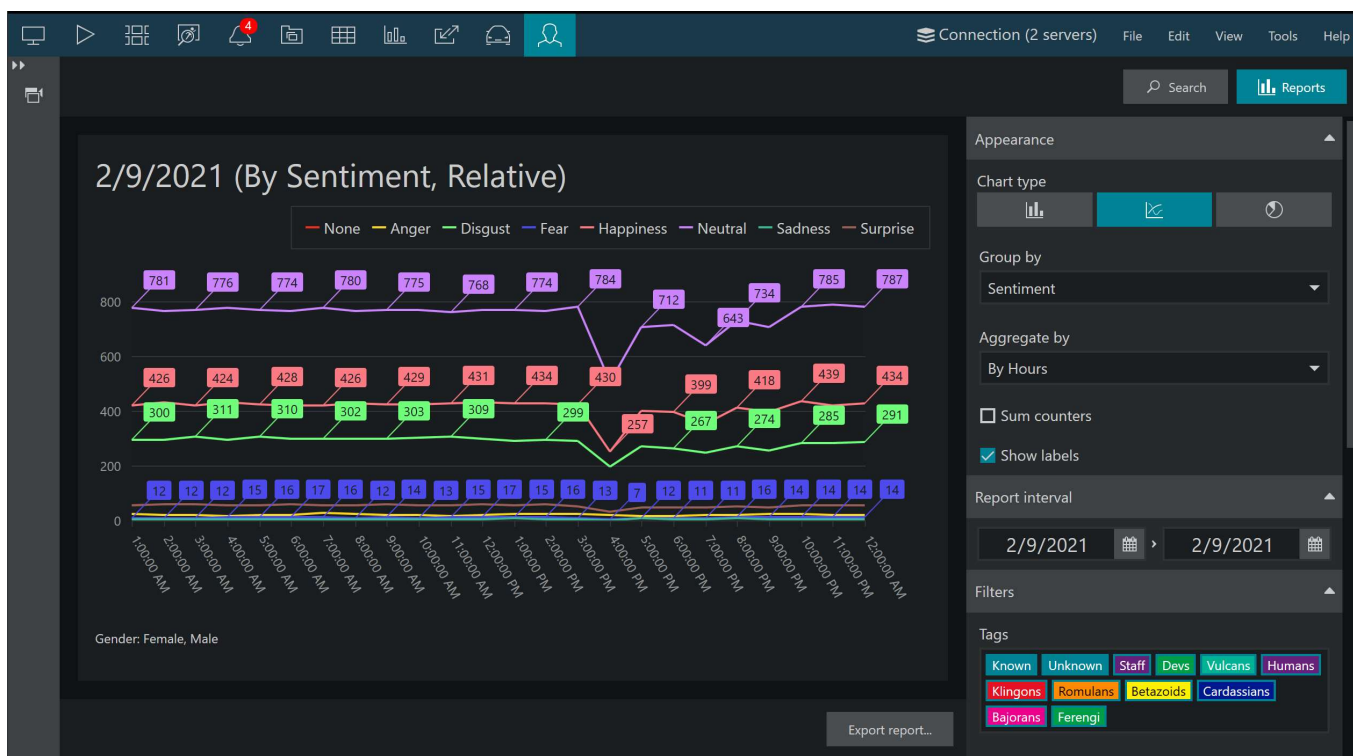 4
Connection (2 servers) File Edit View Tools Help
Search Reports
2/9/2021 (By Sentiment, Relative)
None Anger Disgust Fear Happiness Neutral Sadness Surprise
781 776 774 780 775 768 774 784 712 643 734 785 787
800
600
426 424 428 426 429 431 434 430 257 399 418 439 434
400
300 311 310 302 303 309 299 267 274 285 291
200
12 12 12 15 16 17 16 12 14 13 15 17 15 16 13 7 12 11 11 16 14 14 14 14
0
1:00:00 AM 2:00:00 AM 3:00:00 AM 4:00:00 AM 5:00:00 AM 6:00:00 AM 7:00:00 AM 8:00:00 AM 9:00:00 AM 10:00:00 AM 11:00:00 AM 12:00:00 PM 1:00:00 PM 2:00:00 PM 3:00:00 PM 4:00:00 PM 5:00:00 PM 6:00:00 PM 7:00:00 PM 8:00:00 PM 9:00:00 PM 10:00:00 PM 11:00:00 PM 12:00:00 AM
Gender: Female, Male
Export report...
Appearance
Chart type
Group by
Sentiment
Aggregate by
By Hours
Sum counters
Show labels
Report interval
2/9/2021 2/9/2021
Filters
Tags
Known Unknown Staff Devs Vulcans Humans
Klingons Romulans Betazoids Cardassians
Bajorans Ferengi